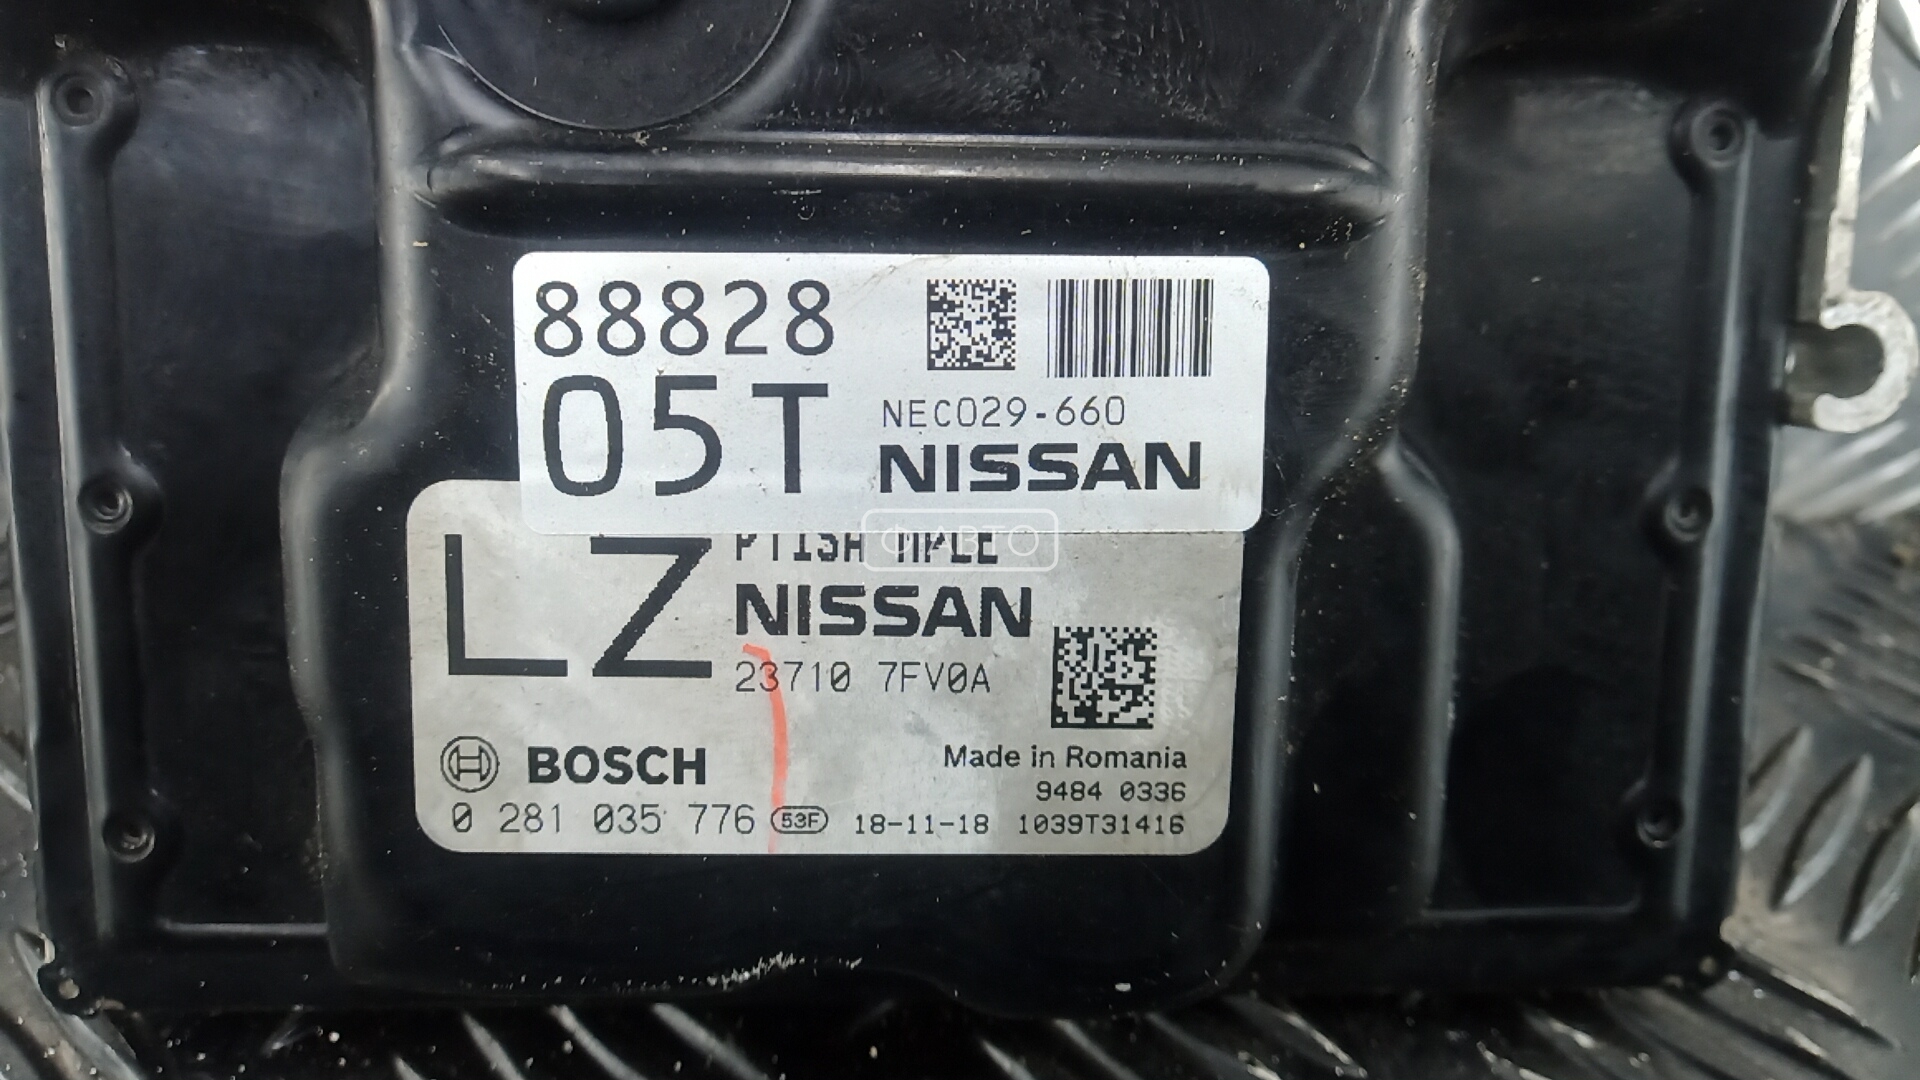 88828
05T
NEC029-660
NISSAN
LZ
NISSAN
23710 7FV0A
BOSCH
Made in Romania
9484 0336
0 281 035 776 53F 18-11-18 1039T31416
Ф АВТО